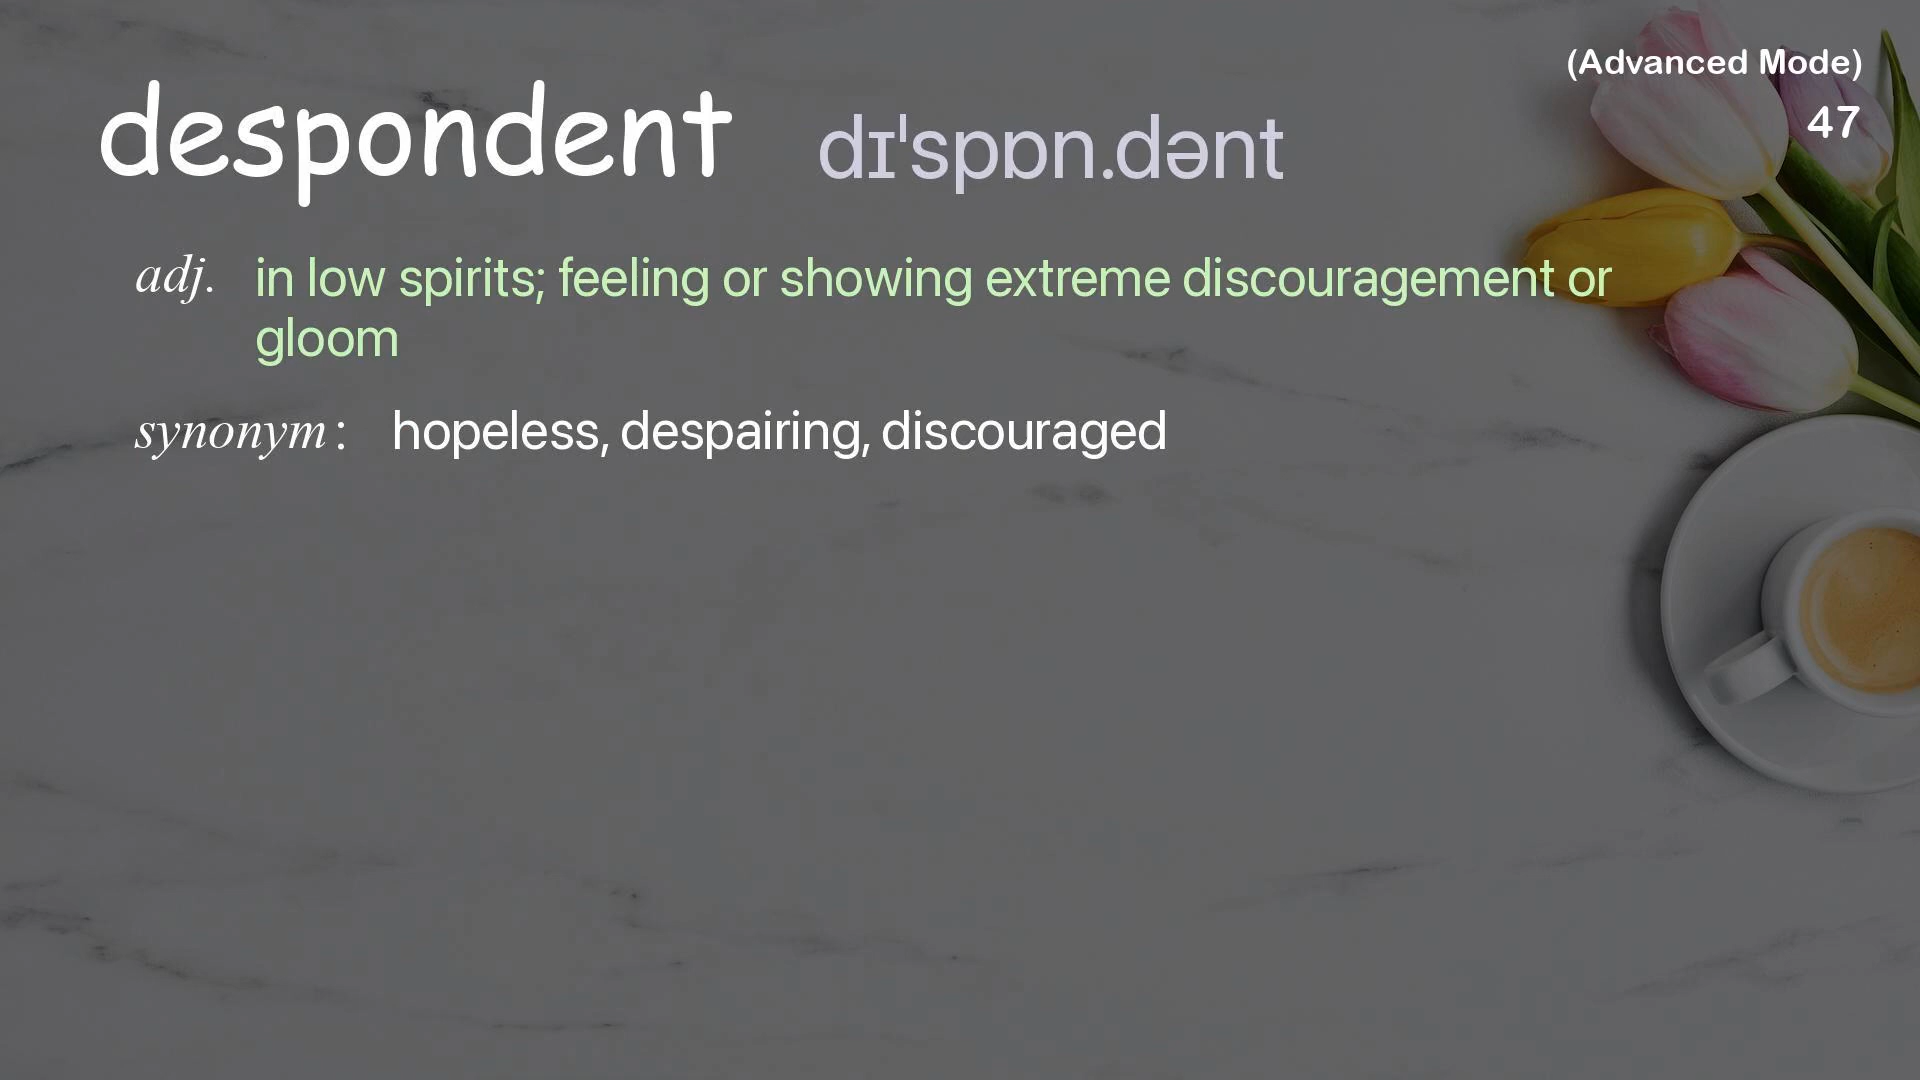 (Advanced Mode)
47
despondent dɪˈspɒn.dənt
adj. in low spirits; feeling or showing extreme discouragement or
gloom
synonym : hopeless, despairing, discouraged